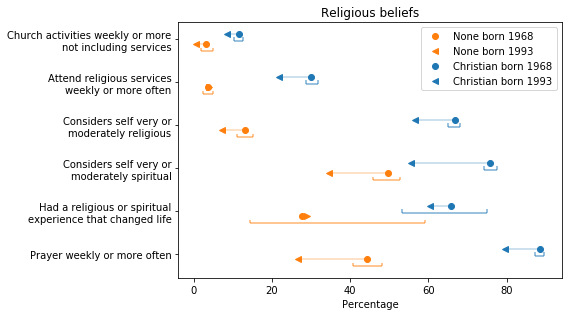 Religious beliefs
Church activities weekly or more
not including services
Attend religious services
weekly or more often
Considers self very or
moderately religious
Considers self very or
moderately spiritual
Had a religious or spiritual
experience that changed life
Prayer weekly or more often
None born 1968
None born 1993
Christian born 1968
Christian born 1993
0 20 40 60 80
Percentage